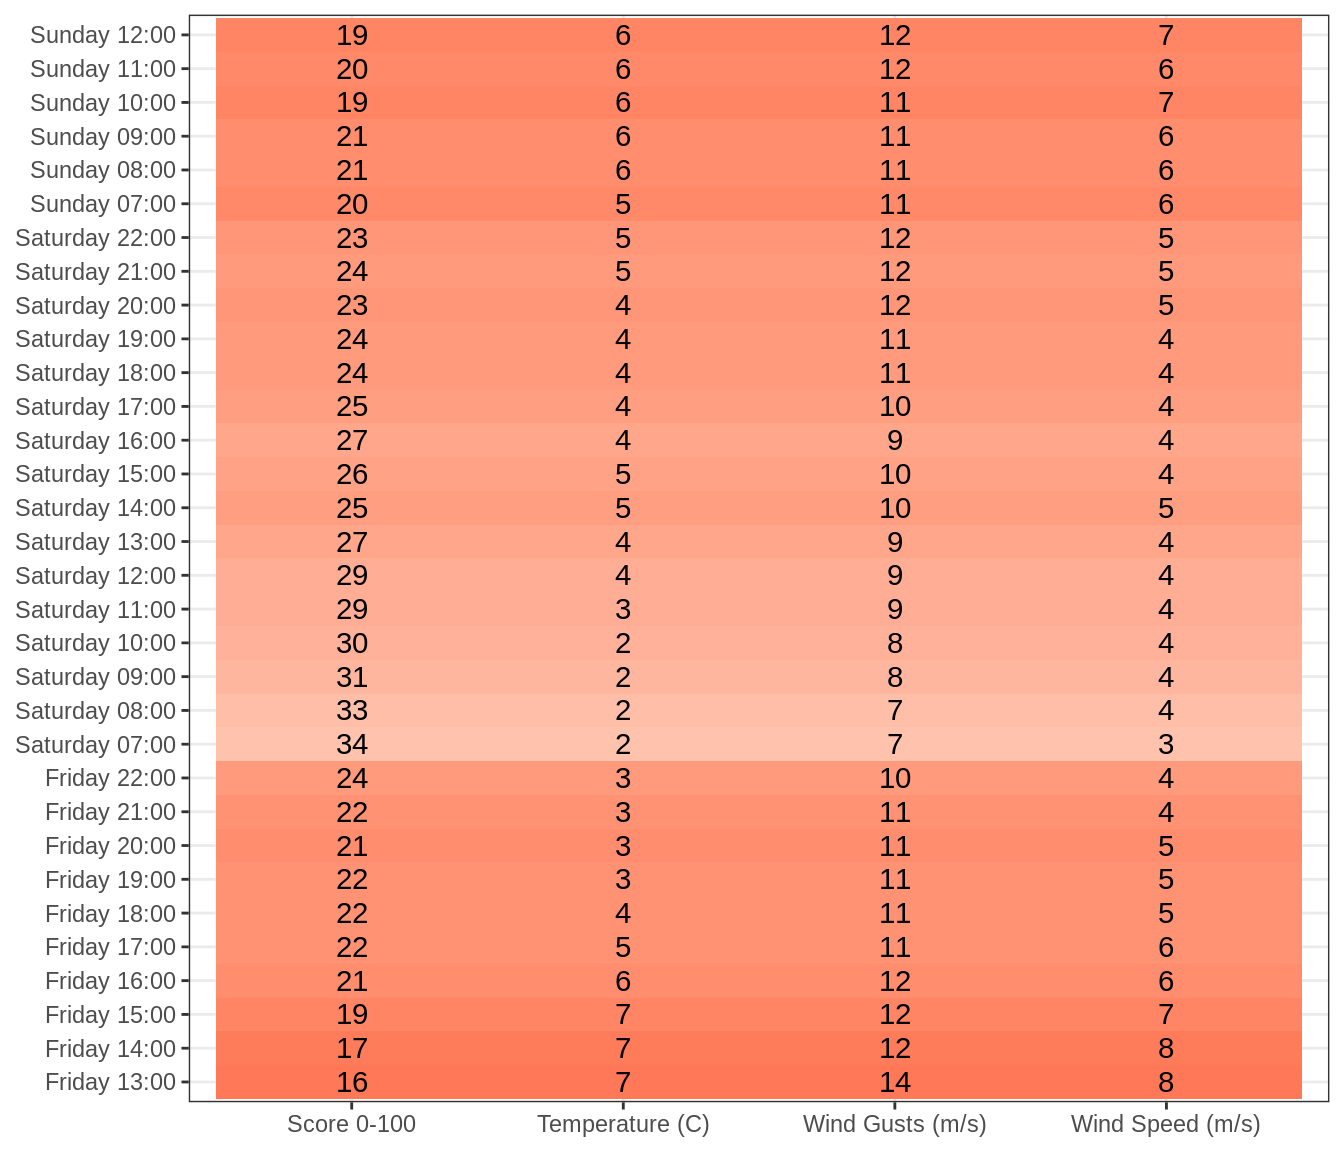 Sunday 12:00 19 6 12 7
Sunday 11:00 20 6 12 6
Sunday 10:00 19 6 11 7
Sunday 09:00 21 6 11 6
Sunday 08:00 21 6 11 6
Sunday 07:00 20 5 11 6
Saturday 22:00 23 5 12 5
Saturday 21:00 24 5 12 5
Saturday 20:00 23 4 12 5
Saturday 19:00 24 4 11 4
Saturday 18:00 24 4 11 4
Saturday 17:00 25 4 10 4
Saturday 16:00 27 4 9 4
Saturday 15:00 26 5 10 4
Saturday 14:00 25 5 10 5
Saturday 13:00 27 4 9 4
Saturday 12:00 29 4 9 4
Saturday 11:00 29 3 9 4
Saturday 10:00 30 2 8 4
Saturday 09:00 31 2 8 4
Saturday 08:00 33 2 7 4
Saturday 07:00 34 2 7 3
Friday 22:00 24 3 10 4
Friday 21:00 22 3 11 4
Friday 20:00 21 3 11 5
Friday 19:00 22 3 11 5
Friday 18:00 22 4 11 5
Friday 17:00 22 5 11 6
Friday 16:00 21 6 12 6
Friday 15:00 19 7 12 7
Friday 14:00 17 7 12 8
Friday 13:00 16 7 14 8
Score 0-100 Temperature (C) Wind Gusts (m/s) Wind Speed (m/s)